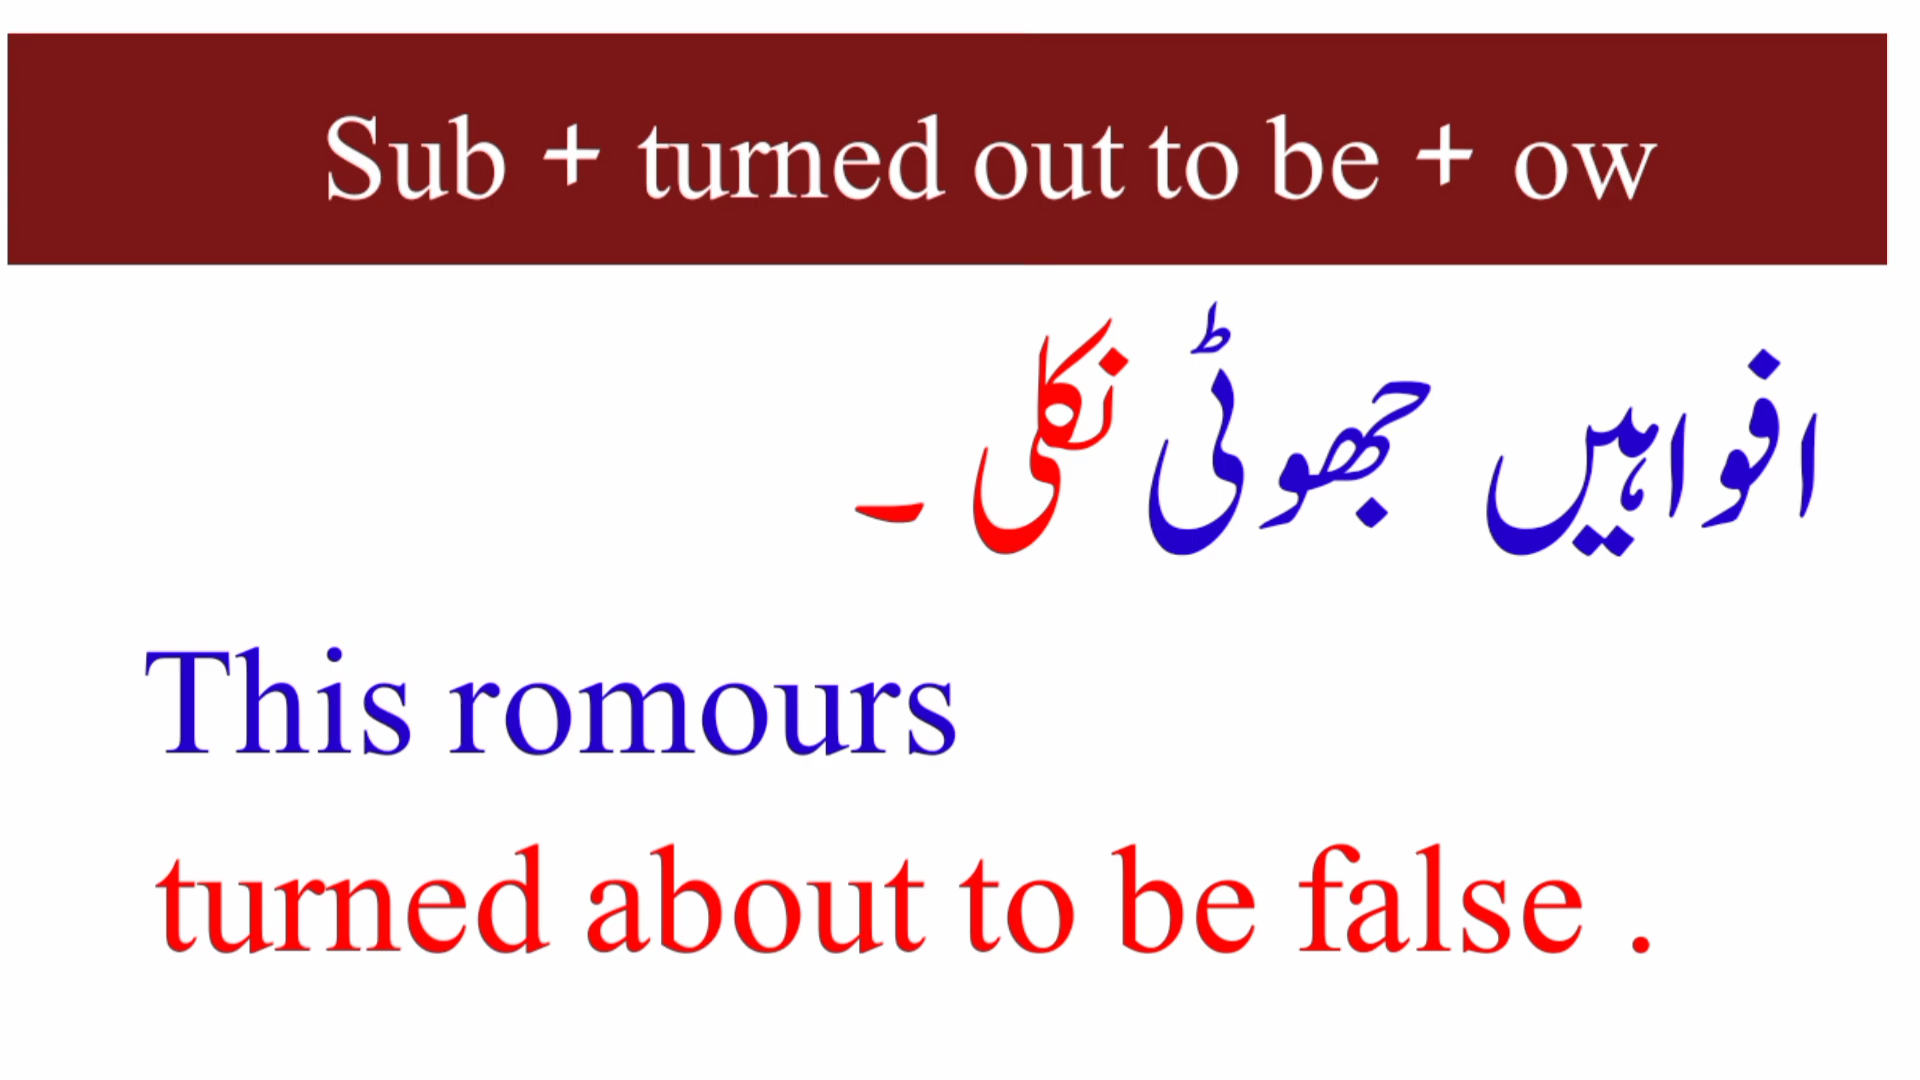 Sub + turned out to be + ow
افواہیں جھوٹی نکلی ۔
This romours
turned about to be false .